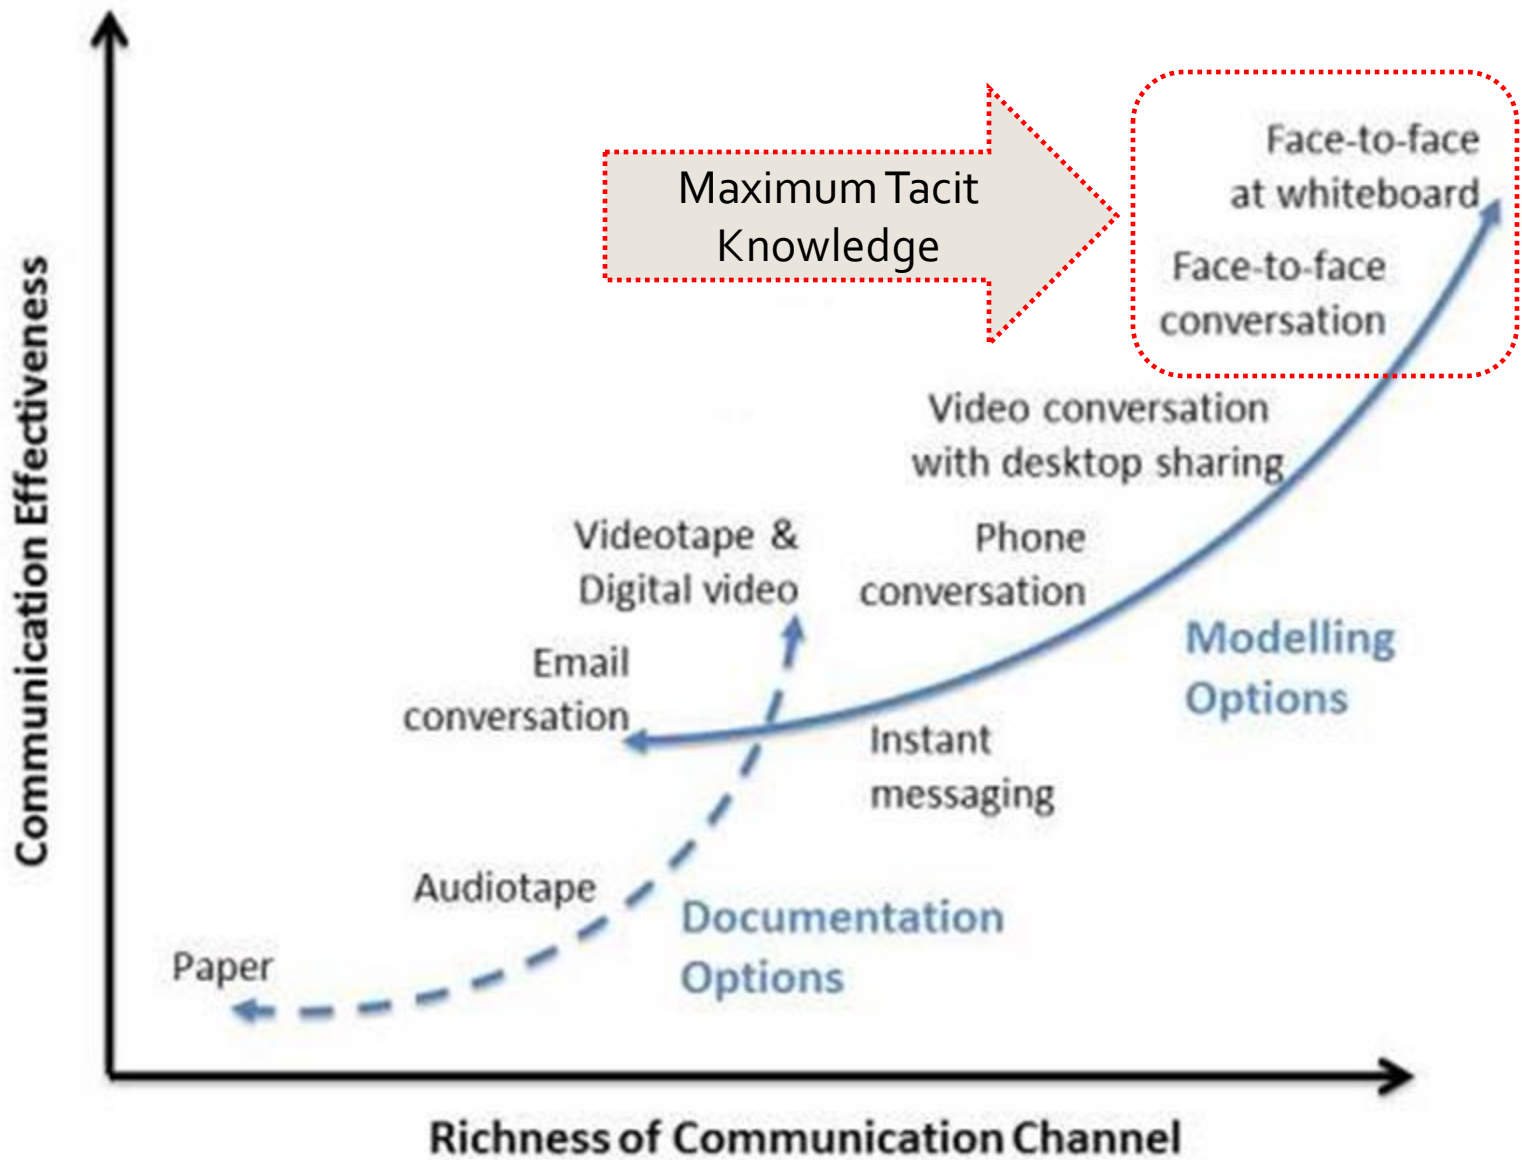 Communication Effectiveness
Maximum Tacit
Knowledge
Face-to-face
at whiteboard
Face-to-face
conversation
Video conversation
with desktop sharing
Videotape &
Digital video
Phone
conversation
Email
conversation
Modelling
Options
Instant
messaging
Audiotape
Documentation
Options
Paper
Richness of Communication Channel